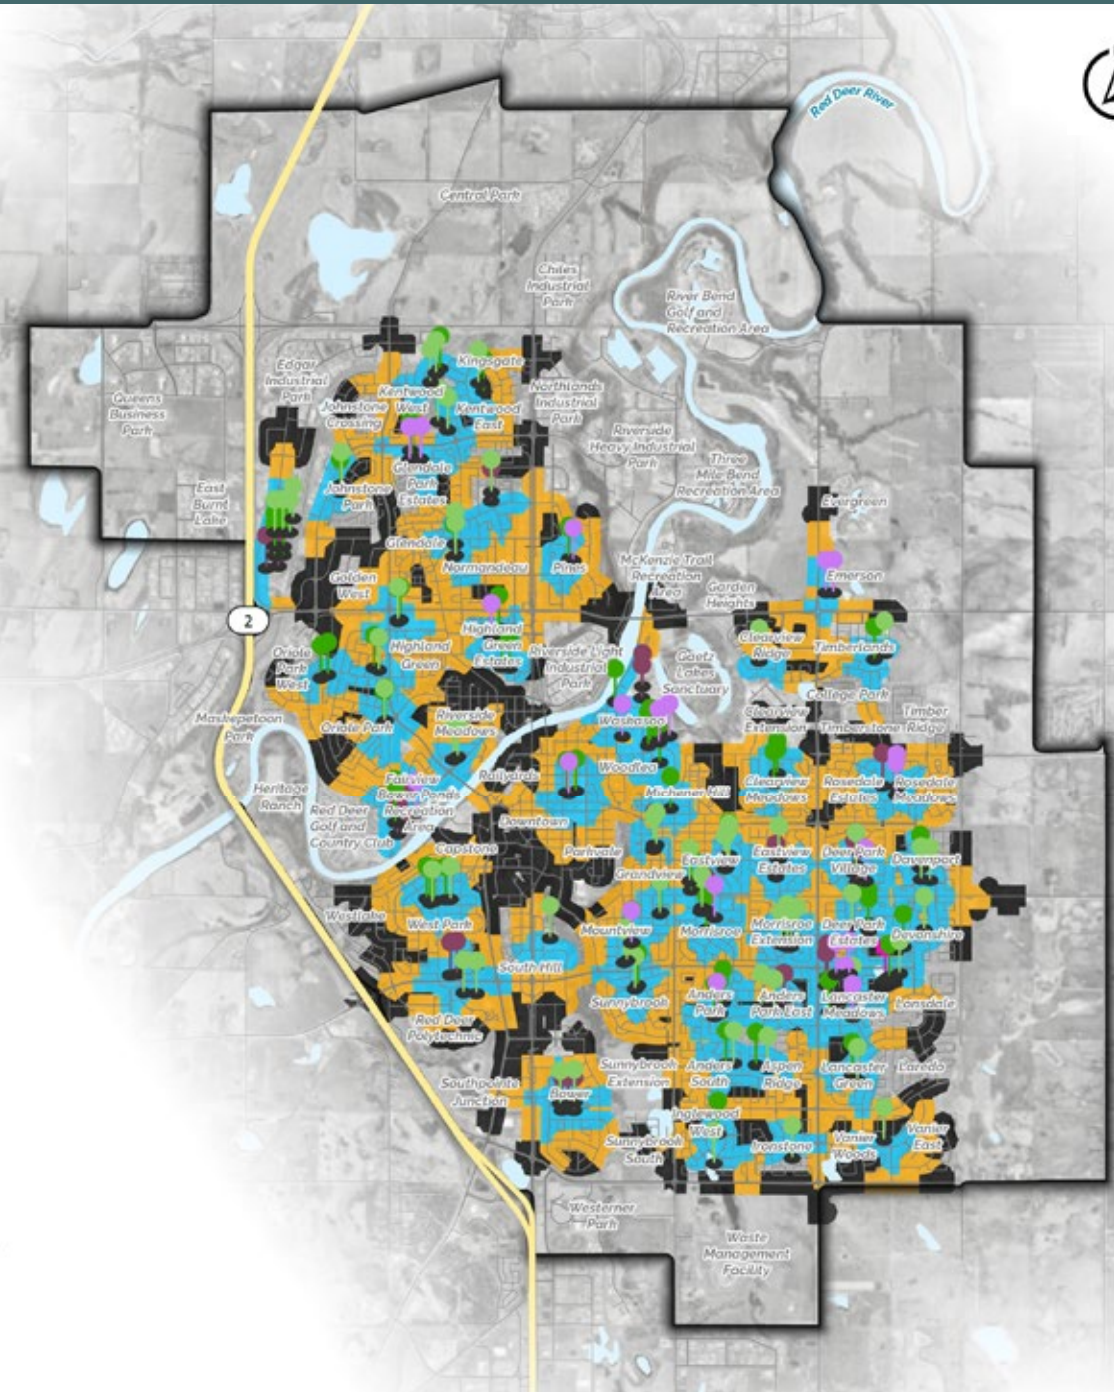 Red Deer River
Central Park
Chiles
Industrial
Park
River Bend
Golf and
Recreation Area
Edgar
Industrial
Park
Kingsgate
Queens
Business
Park
Johnstone
Crossing
Kentwood
West
Kentwood
East
Northlands
Industrial
Park
Riverside
Heavy Industrial
Park
Three
Mile Bend
Recreation Area
Glendale
Park
Estates
East
Burnt
Lake
Johnstone
Park
Evergreen
Glendale
Normandeau
Pines
McKenzie Trail
Recreation
Area
Emerson
Golden
West
Garden
Heights
2
Highland
Green
Estates
Highland
Green
Riverside Light
Industrial
Park
Gaetz
Lakes
Sanctuary
Clearview
Ridge
Timberlands
Oriole
Park
West
College Park
Maskepetoon
Park
Oriole Park
Riverside
Meadows
Waskasoo
Clearview
Extension
Timberstone
Timber
Ridge
Woodlea
Railyards
Fairview
Bower Ponds
Recreation
Area
Michener Hill
Clearview
Meadows
Rosedale
Estates
Rosedale
Meadows
Heritage
Ranch
Red Deer
Golf and
Country Club
Downtown
Capstone
Parkvale
Eastview
Eastview
Estates
Deer Park
Village
Davenport
Grandview
Westlake
West Park
Mountview
Morrisroe
Morrisroe
Extension
Deer Park
Estates
Devonshire
South Hill
Sunnybrook
Anders
Park
Anders
Park East
Lancaster
Meadows
Lonsdale
Red Deer
Polytechnic
Sunnybrook
Extension
Anders
South
Aspen
Ridge
Lancaster
Green
Laredo
Southpointe
Junction
Bower
Inglewood
West
Sunnybrook
South
Ironstone
Vanier
Woods
Vanier
East
Westerner
Park
Waste
Management
Facility